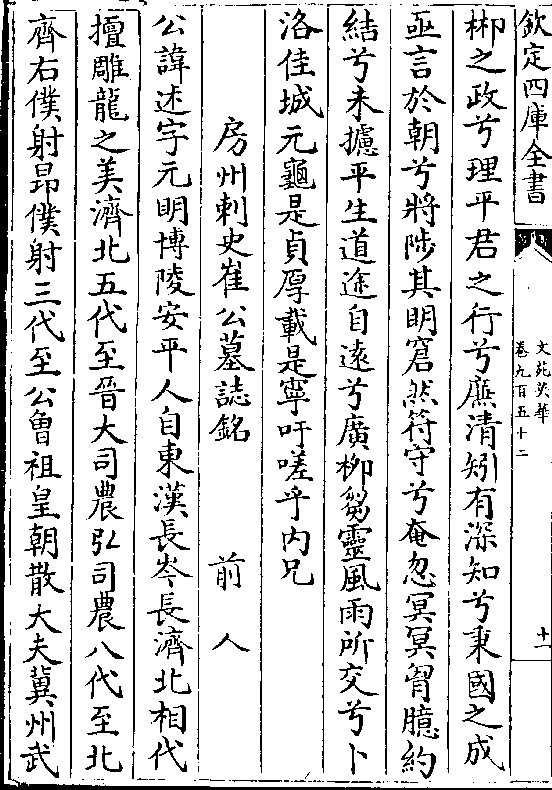 欽定四庫全書
文苑英華
卷九百五十二
十一
郴之政兮理平君之行兮廉清矧有深知兮秉國之成
亟言於朝兮將陟其明窘然符守兮奄忽冥冥胷臆約
結兮未攄平生道途自遠兮廣柳芻靈風雨所交兮卜
洛佳城元龜是貞厚載是寧吁嗟乎内兄
房州刺史崔公墓誌銘 前人
公諱述字元明博陵安平人自東漢長岑長濟北相代
擅雕龍之美濟北五代至晉大司農弘司農八代至北
齊右僕射昂僕射三代至公曾祖皇朝散大夫冀州武